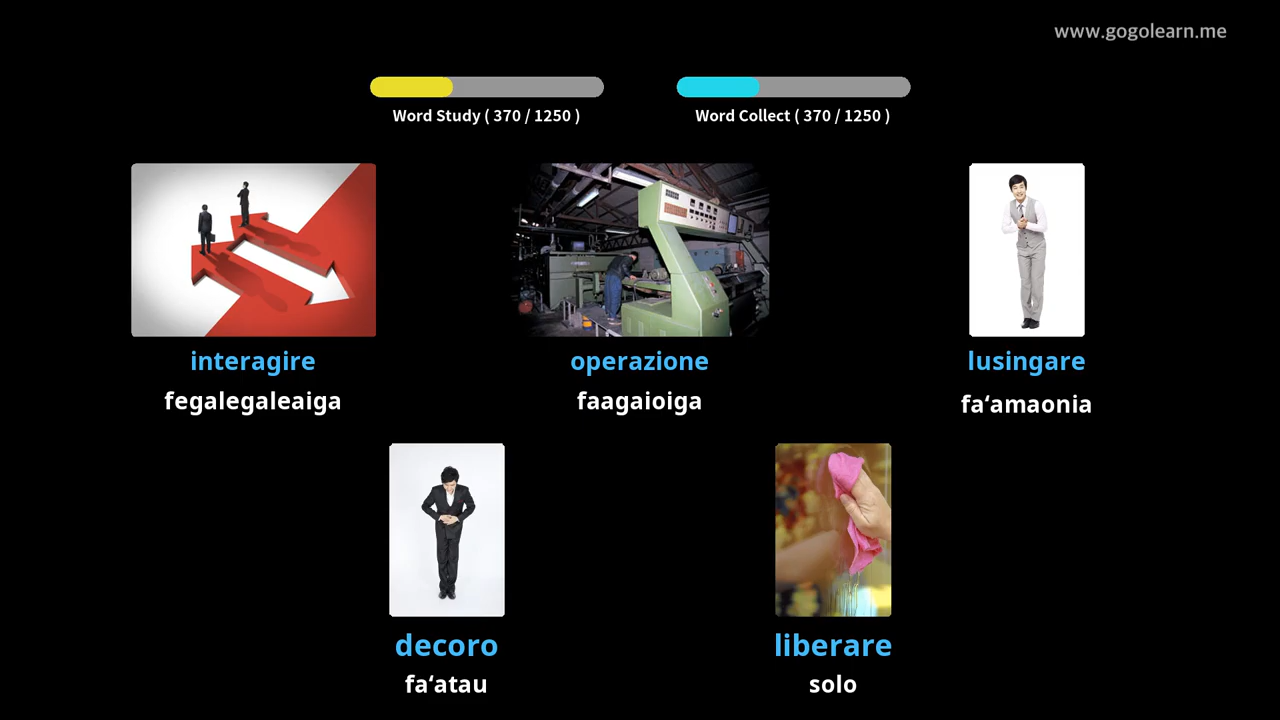 www.gogolearn.me
Word Study ( 370 / 1250 )
Word Collect ( 370 / 1250 )
interagire
fegalegaleaiga
operazione
faagaioiga
lusingare
fa‘amaonia
decoro
fa‘atau
liberare
solo